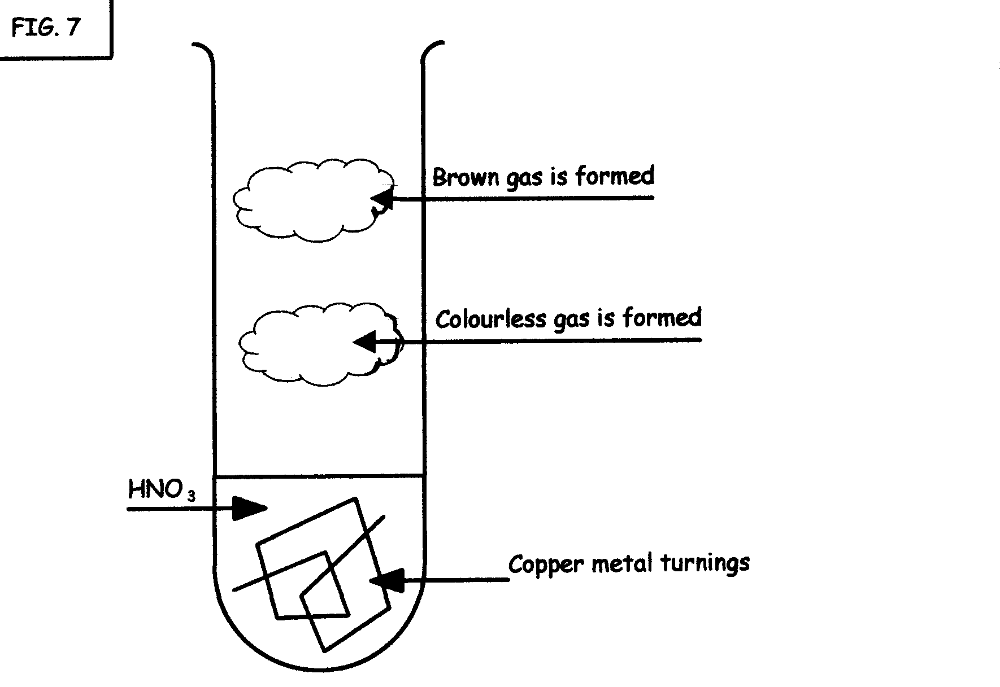 FIG. 7
Brown gas is formed
Colourless gas is formed
HNO₃
Copper metal turnings